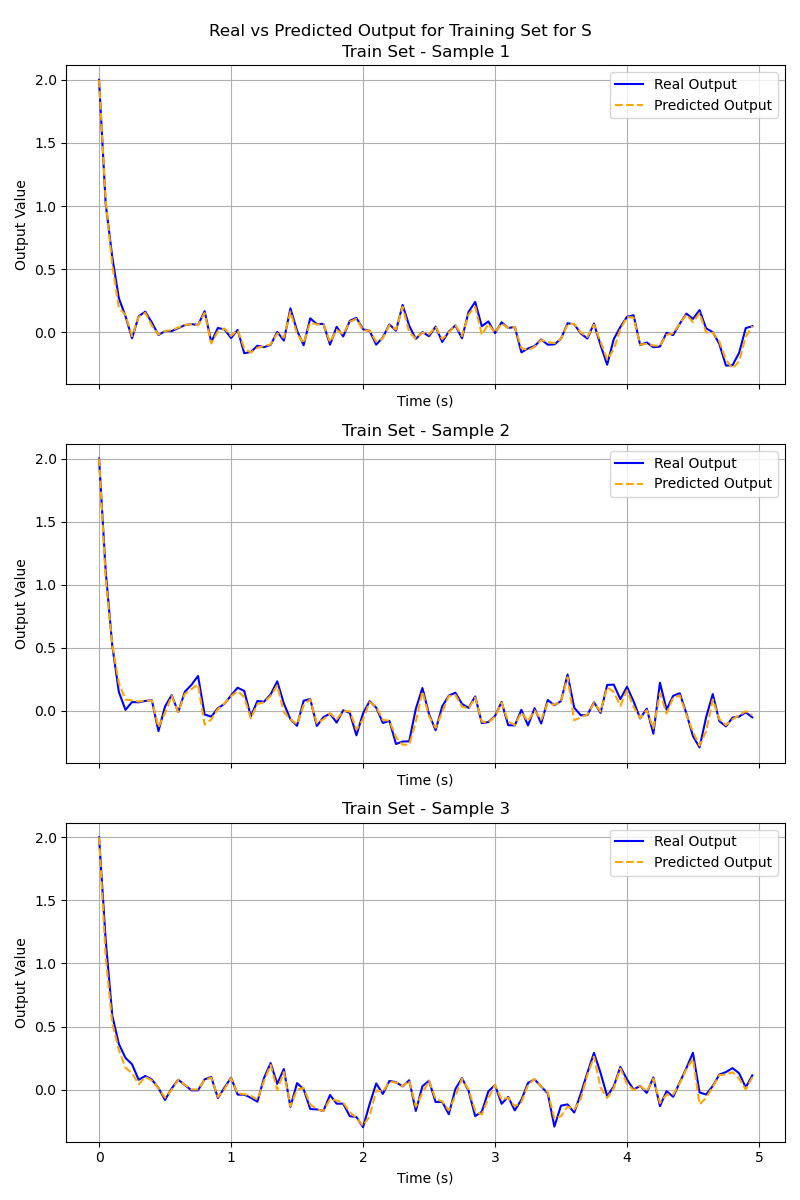 Real vs Predicted Output for Training Set for S
Train Set - Sample 1
Real Output
Predicted Output
Output Value
2.0
1.5
1.0
0.5
0.0
Time (s)
Train Set - Sample 2
Real Output
Predicted Output
Output Value
2.0
1.5
1.0
0.5
0.0
Time (s)
Train Set - Sample 3
Real Output
Predicted Output
Output Value
2.0
1.5
1.0
0.5
0.0
0 1 2 3 4 5
Time (s)